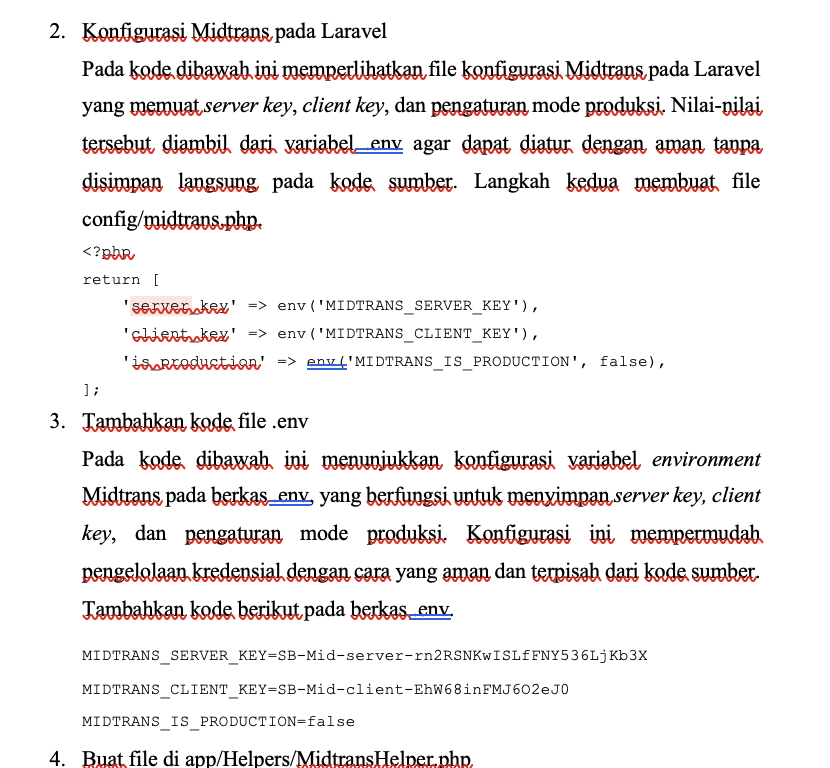 2. Konfigurasi Midtrans pada Laravel
Pada kode dibawah ini memperlihatkan file konfigurasi Midtrans pada Laravel
yang memuat server key, client key, dan pengaturan mode produksi. Nilai-nilai
tersebut diambil dari variabel .env agar dapat diatur dengan aman tanpa
disimpan langsung pada kode sumber. Langkah kedua membuat file
config/midtrans.php.
<?php
return [
'server_key' => env('MIDTRANS_SERVER_KEY'),
'client_key' => env('MIDTRANS_CLIENT_KEY'),
'is_production' => env('MIDTRANS_IS_PRODUCTION', false),
];
3. Tambahkan kode file .env
Pada kode dibawah ini menunjukkan konfigurasi variabel environment
Midtrans pada berkas .env, yang berfungsi untuk menyimpan server key, client
key, dan pengaturan mode produksi. Konfigurasi ini mempermudah
pengelolaan kredensial dengan cara yang aman dan terpisah dari kode sumber.
Tambahkan kode berikut pada berkas .env.
MIDTRANS_SERVER_KEY=SB-Mid-server-rn2RSNKwISLfFNY536LjKb3X
MIDTRANS_CLIENT_KEY=SB-Mid-client-EhW68inFMJ6O2eJ0
MIDTRANS_IS_PRODUCTION=false
4. Buat file di app/Helpers/MidtransHelper.php